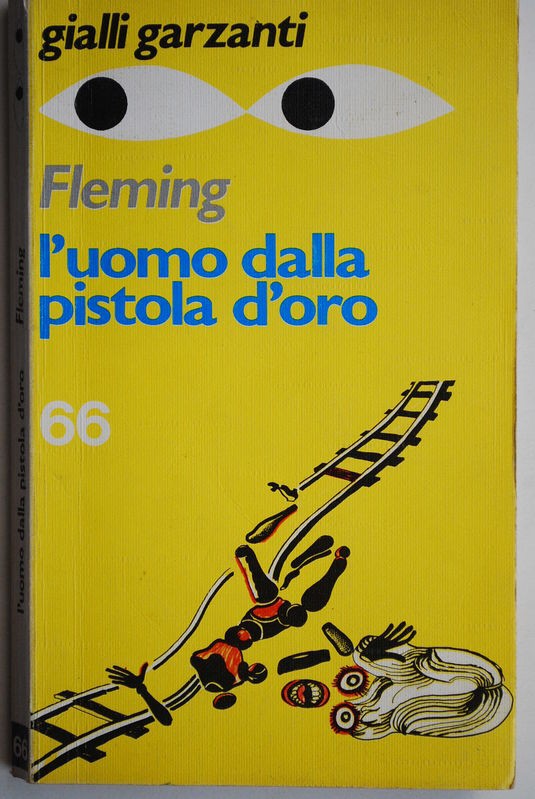 gialli garzanti
Fleming
l'uomo dalla
pistola d'oro
66
l'uomo dalla pistola d'oro Fleming
66